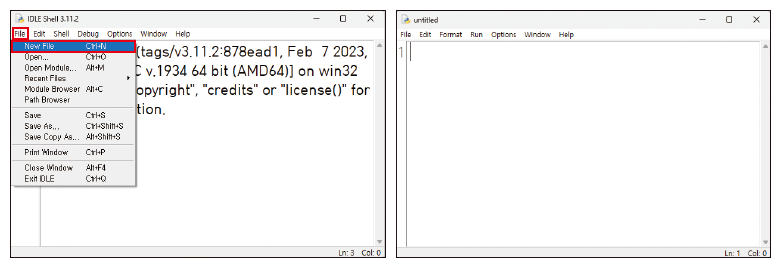 IDLE Shell 3.11.2
File Edit Shell Debug Options Window Help
New File Ctrl+N
Open... Ctrl+O
Open Module... Alt+M
Recent Files
Module Browser Alt+C
Path Browser
Save Ctrl+S
Save As... Ctrl+Shift+S
Save Copy As... Alt+Shift+S
Print Window Ctrl+P
Close Window Alt+F4
Exit IDLE Ctrl+Q
(tags/v3.11.2:878ead1, Feb 7 2023,
C v.1934 64 bit (AMD64)] on win32
opyright", "credits" or "license()" for
tion.
Ln: 3 Col: 0
untitled
File Edit Format Run Options Window Help
1
Ln: 1 Col: 0